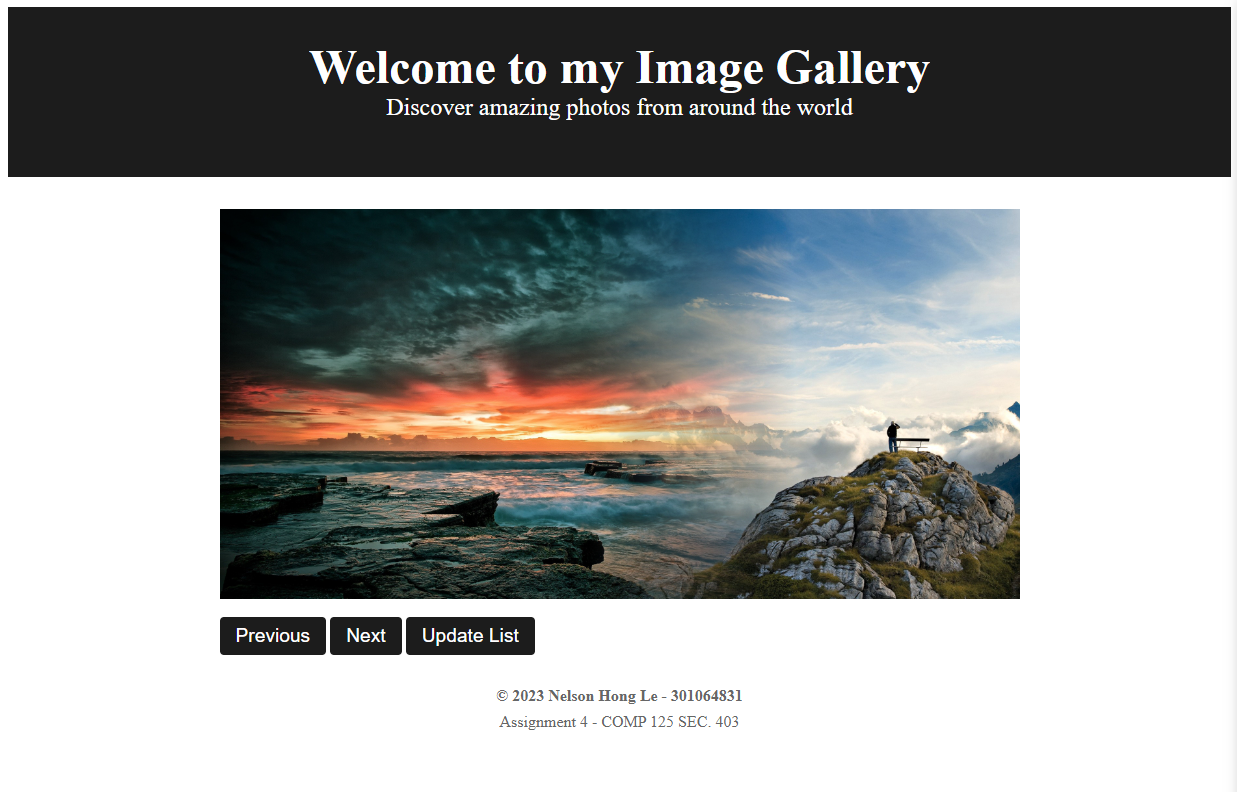 Welcome to my Image Gallery
Discover amazing photos from around the world
Previous Next Update List
© 2023 Nelson Hong Le - 301064831
Assignment 4 - COMP 125 SEC. 403